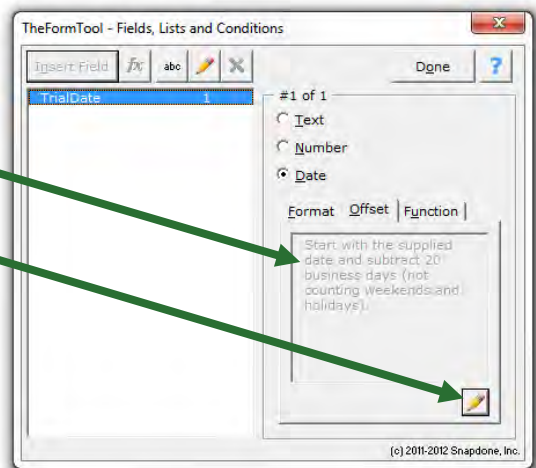 TheFormTool - Fields, Lists and Conditions
Insert Field fx abc Done ?
TrialDate 1
#1 of 1
Text
Number
Date
Format Offset Function
Start with the supplied
date and subtract 20
business days (not
counting weekends and
holidays).
(c) 2011-2012 Snapdone, Inc.